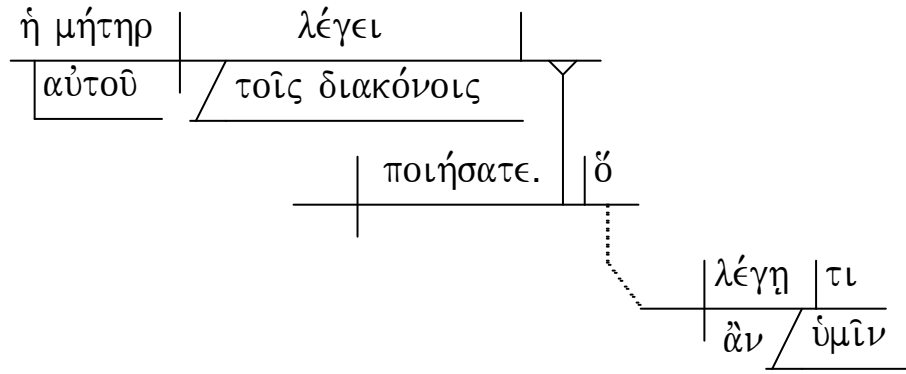 ἡ μήτηρ λέγει
αὐτοῦ τοῖς διακόνοις
ποιήσατε. ὅ
λέγῃ τι
ἂν ὑμῖν